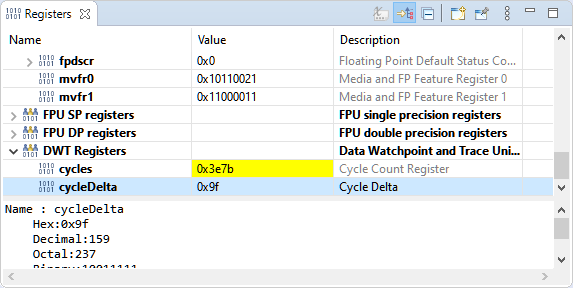 Registers
Name Value Description
fpdscr 0x0 Floating Point Default Status Co...
mvfr0 0x10110021 Media and FP Feature Register 0
mvfr1 0x11000011 Media and FP Feature Register 1
FPU SP registers FPU single precision registers
FPU DP registers FPU double precision registers
DWT Registers Data Watchpoint and Trace Uni...
cycles 0x3e7b Cycle Count Register
cycleDelta 0x9f Cycle Delta
Name : cycleDelta
Hex:0x9f
Decimal:159
Octal:237
Binary:10011111